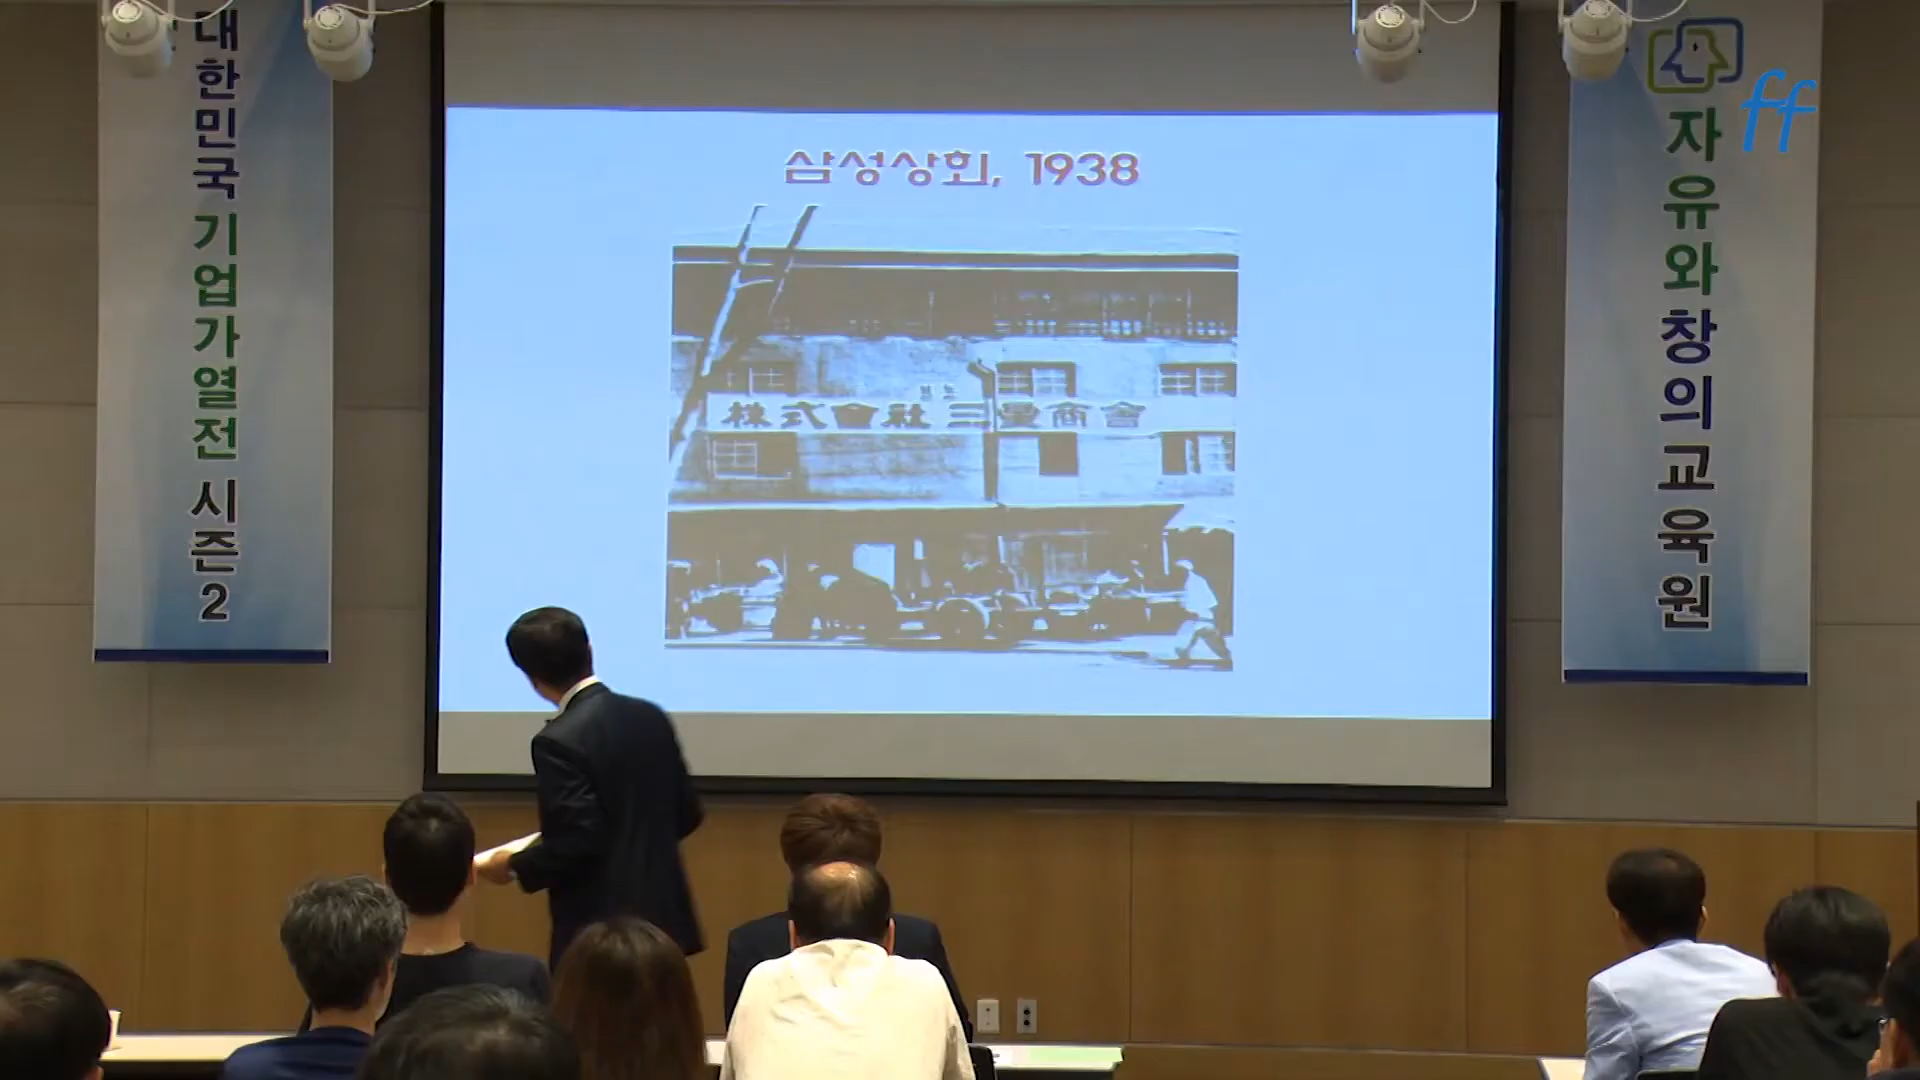 대한민국 기업가열전 시즌2
삼성상회, 1938
株式會社三星商會
자유와창의교육원
ff